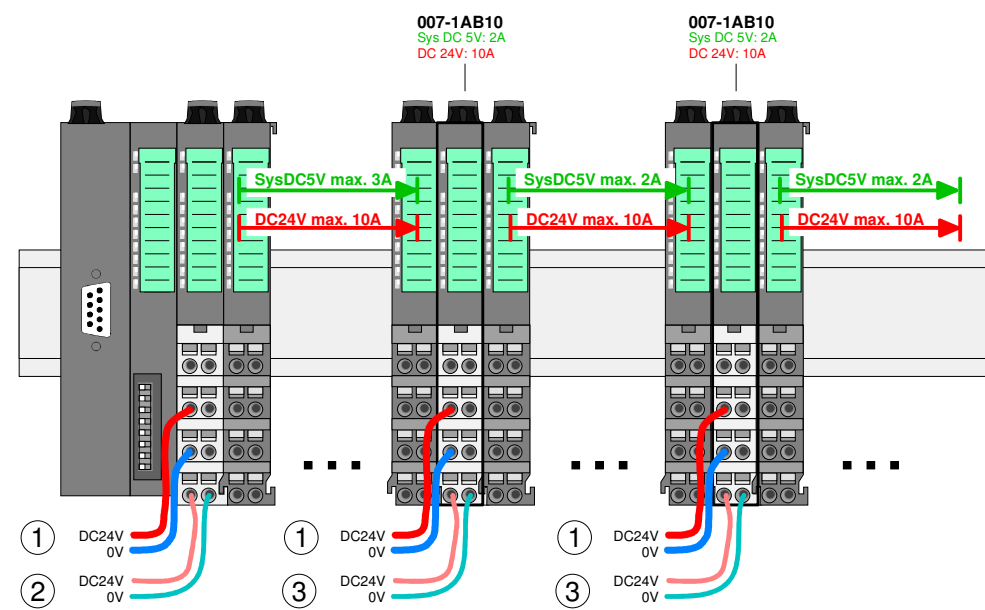 007-1AB10
Sys DC 5V: 2A
DC 24V: 10A
007-1AB10
Sys DC 5V: 2A
DC 24V: 10A
SysDC5V max. 3A
SysDC5V max. 2A
SysDC5V max. 2A
DC24V max. 10A
DC24V max. 10A
DC24V max. 10A
1 DC24V
0V
1 DC24V
0V
1 DC24V
0V
2 DC24V
0V
3 DC24V
0V
3 DC24V
0V